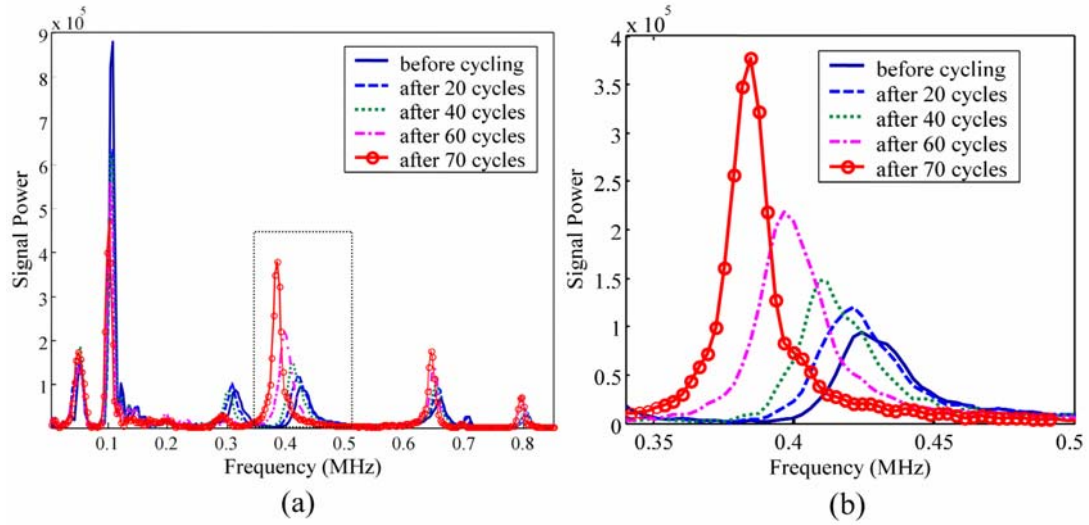 x 10⁵
9
8
7
6
5
4
3
2
1
Signal Power
before cycling
after 20 cycles
after 40 cycles
after 60 cycles
after 70 cycles
0.1 0.2 0.3 0.4 0.5 0.6 0.7 0.8
Frequency (MHz)
(a)
x 10⁵
4
3.5
3
2.5
2
1.5
1
0.5
0
Signal Power
before cycling
after 20 cycles
after 40 cycles
after 60 cycles
after 70 cycles
0.35 0.4 0.45 0.5
Frequency (MHz)
(b)